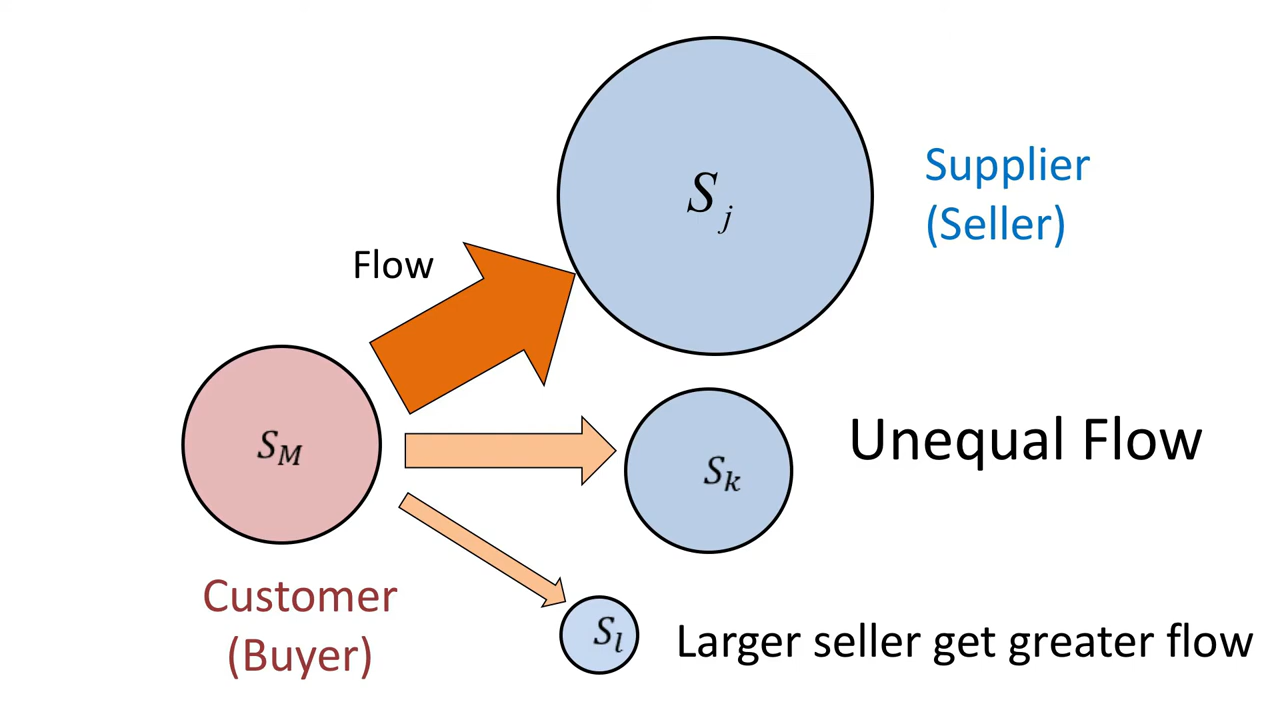 S_j
Supplier
(Seller)
Flow
S_M
S_k
Unequal Flow
Customer
(Buyer)
S_l
Larger seller get greater flow